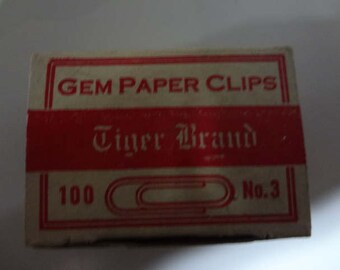 GEM PAPER CLIPS
Tiger Brand
100 No. 3